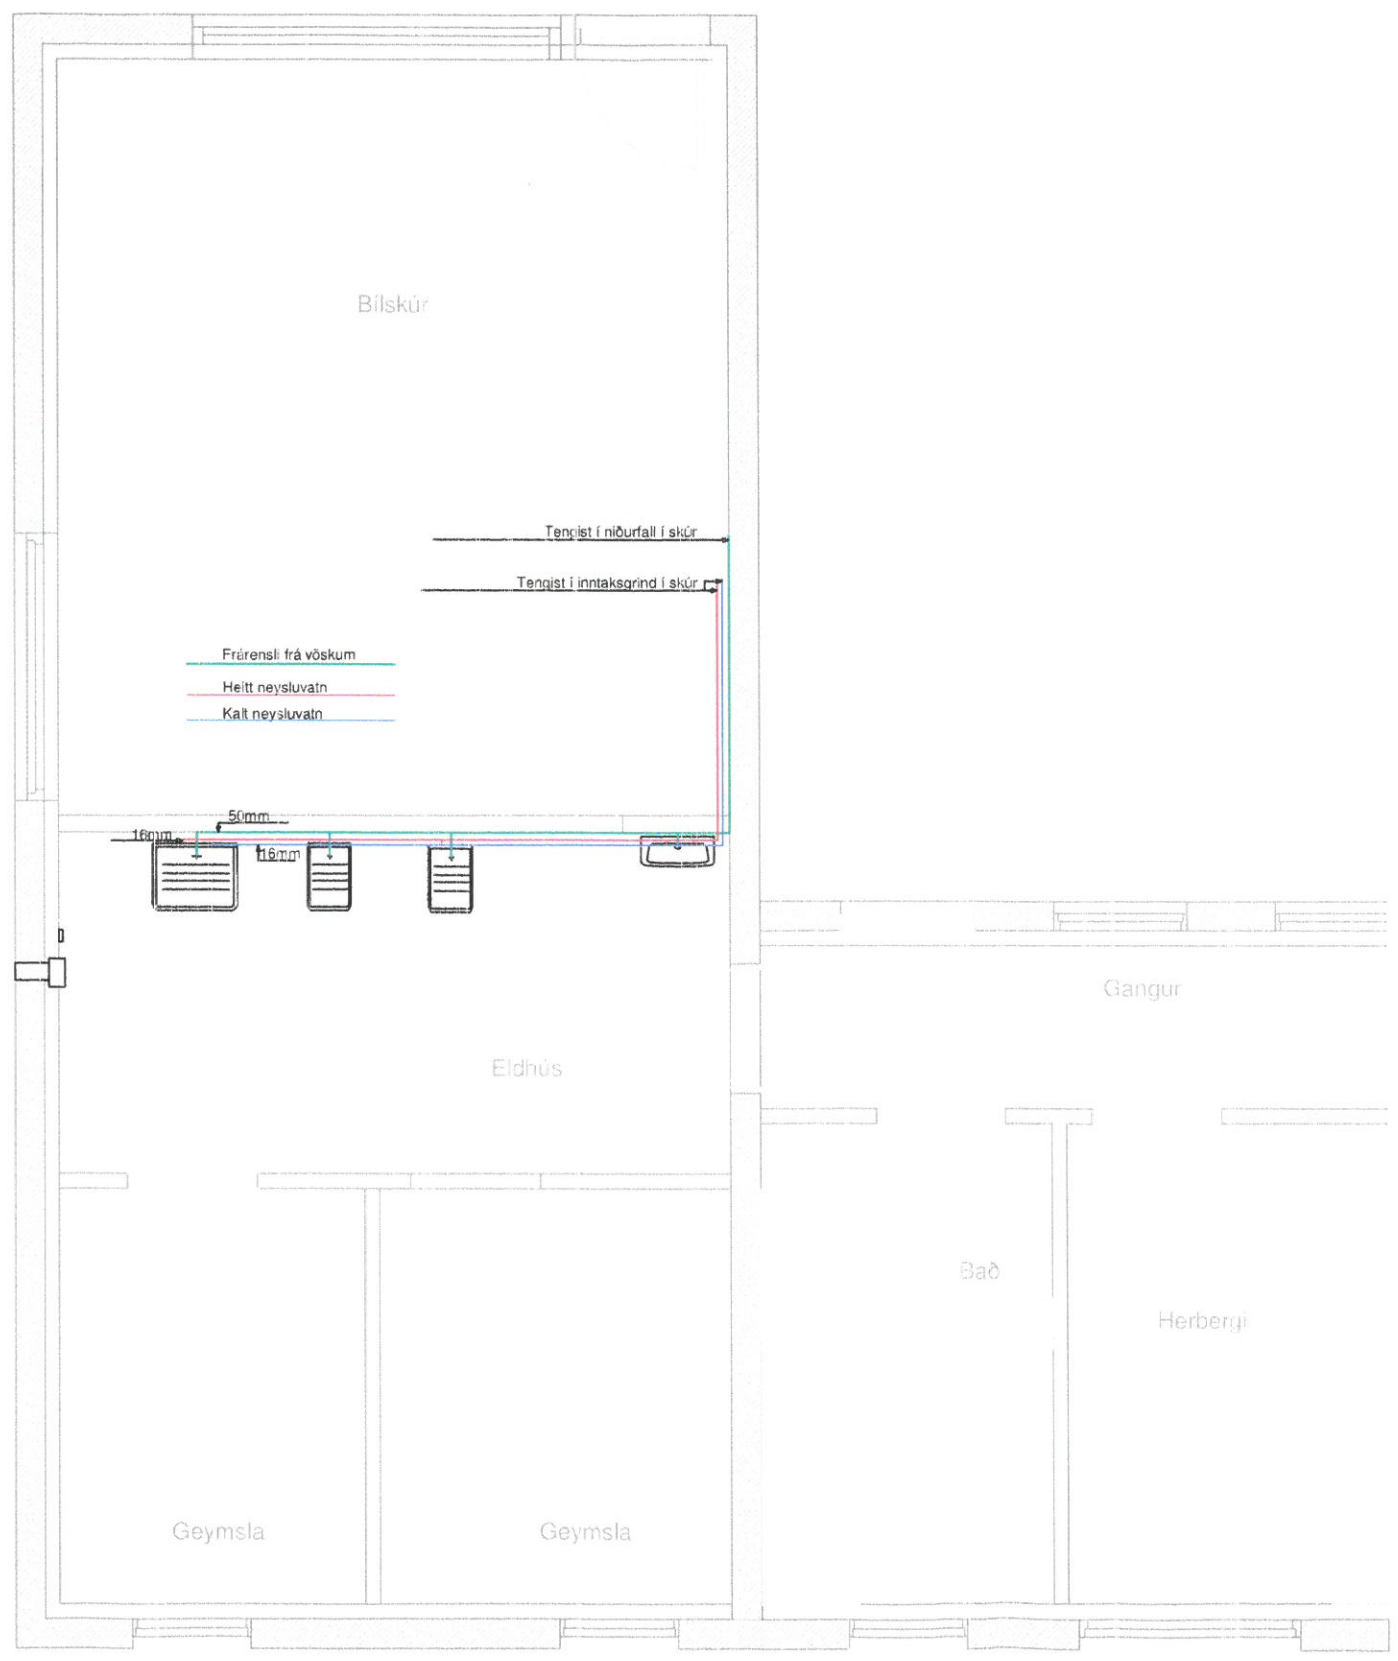 Bílskúr
Tengist í niðurfall í skúr
Tengist í inntaksgrind í skúr
Frárensli frá vöskum
Heitt neysluvatn
Kalt neysluvatn
50mm
16mm
16mm
Gangur
Eldhús
Bað
Herbergi
Geymsla
Geymsla